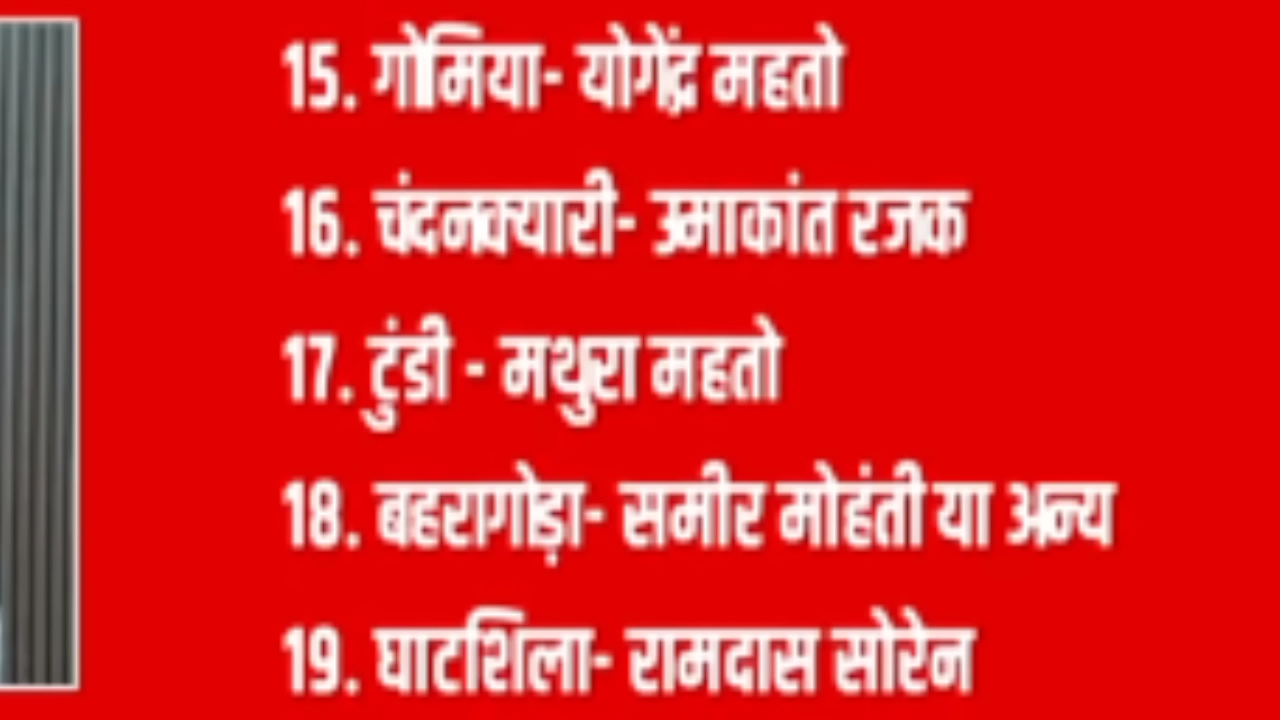 15. गोमिया- योगेंद्र महतो
16. चंदनक्यारी- उमाकांत रजक
17. टुंडी - मथुरा महतो
18. बहरागोड़ा- समीर मोहंती या अन्य
19. घाटशिला- रामदास सोरेन